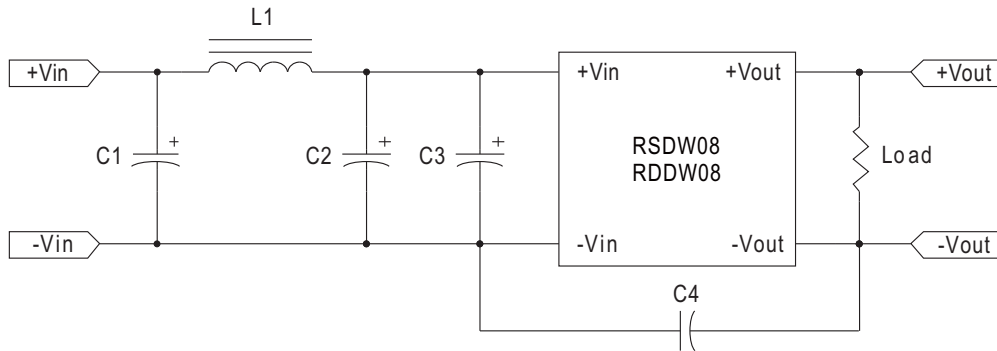 L1
+Vin
+Vin
+Vout
+Vout
C1
+
C2
+
C3
+
RSDW08
RDDW08
Load
-Vin
-Vin
-Vout
-Vout
C4